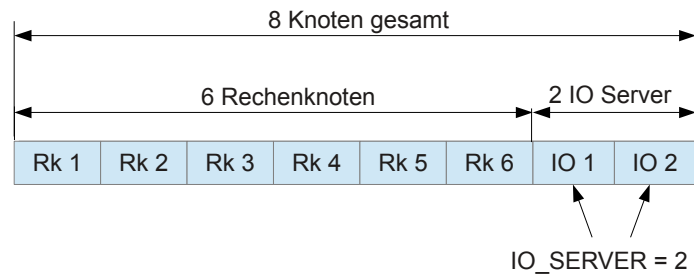 8 Knoten gesamt
6 Rechenknoten 2 IO Server
Rk 1 Rk 2 Rk 3 Rk 4 Rk 5 Rk 6 IO 1 IO 2
IO_SERVER = 2